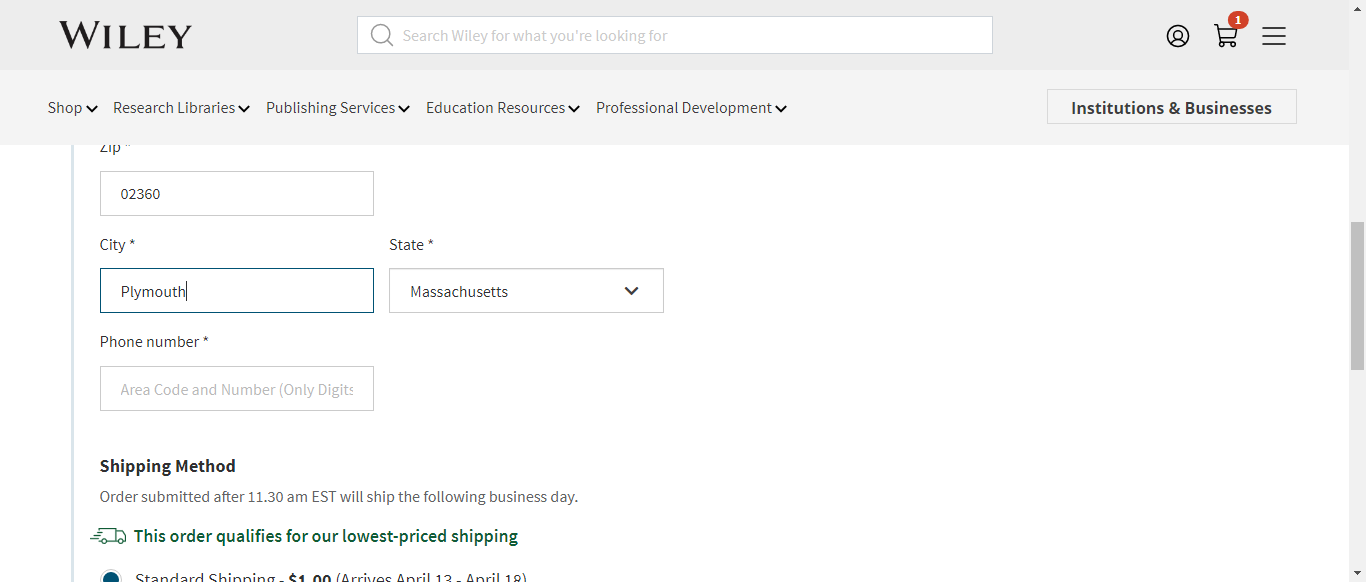 WILEY
Search Wiley for what you're looking for
1
Shop Research Libraries Publishing Services Education Resources Professional Development Institutions & Businesses
Zip *
02360
City * State *
Plymouth Massachusetts
Phone number *
Area Code and Number (Only Digits
Shipping Method
Order submitted after 11.30 am EST will ship the following business day.
This order qualifies for our lowest-priced shipping
Standard Shipping - $1.00 (Arrives April 13 - April 18)